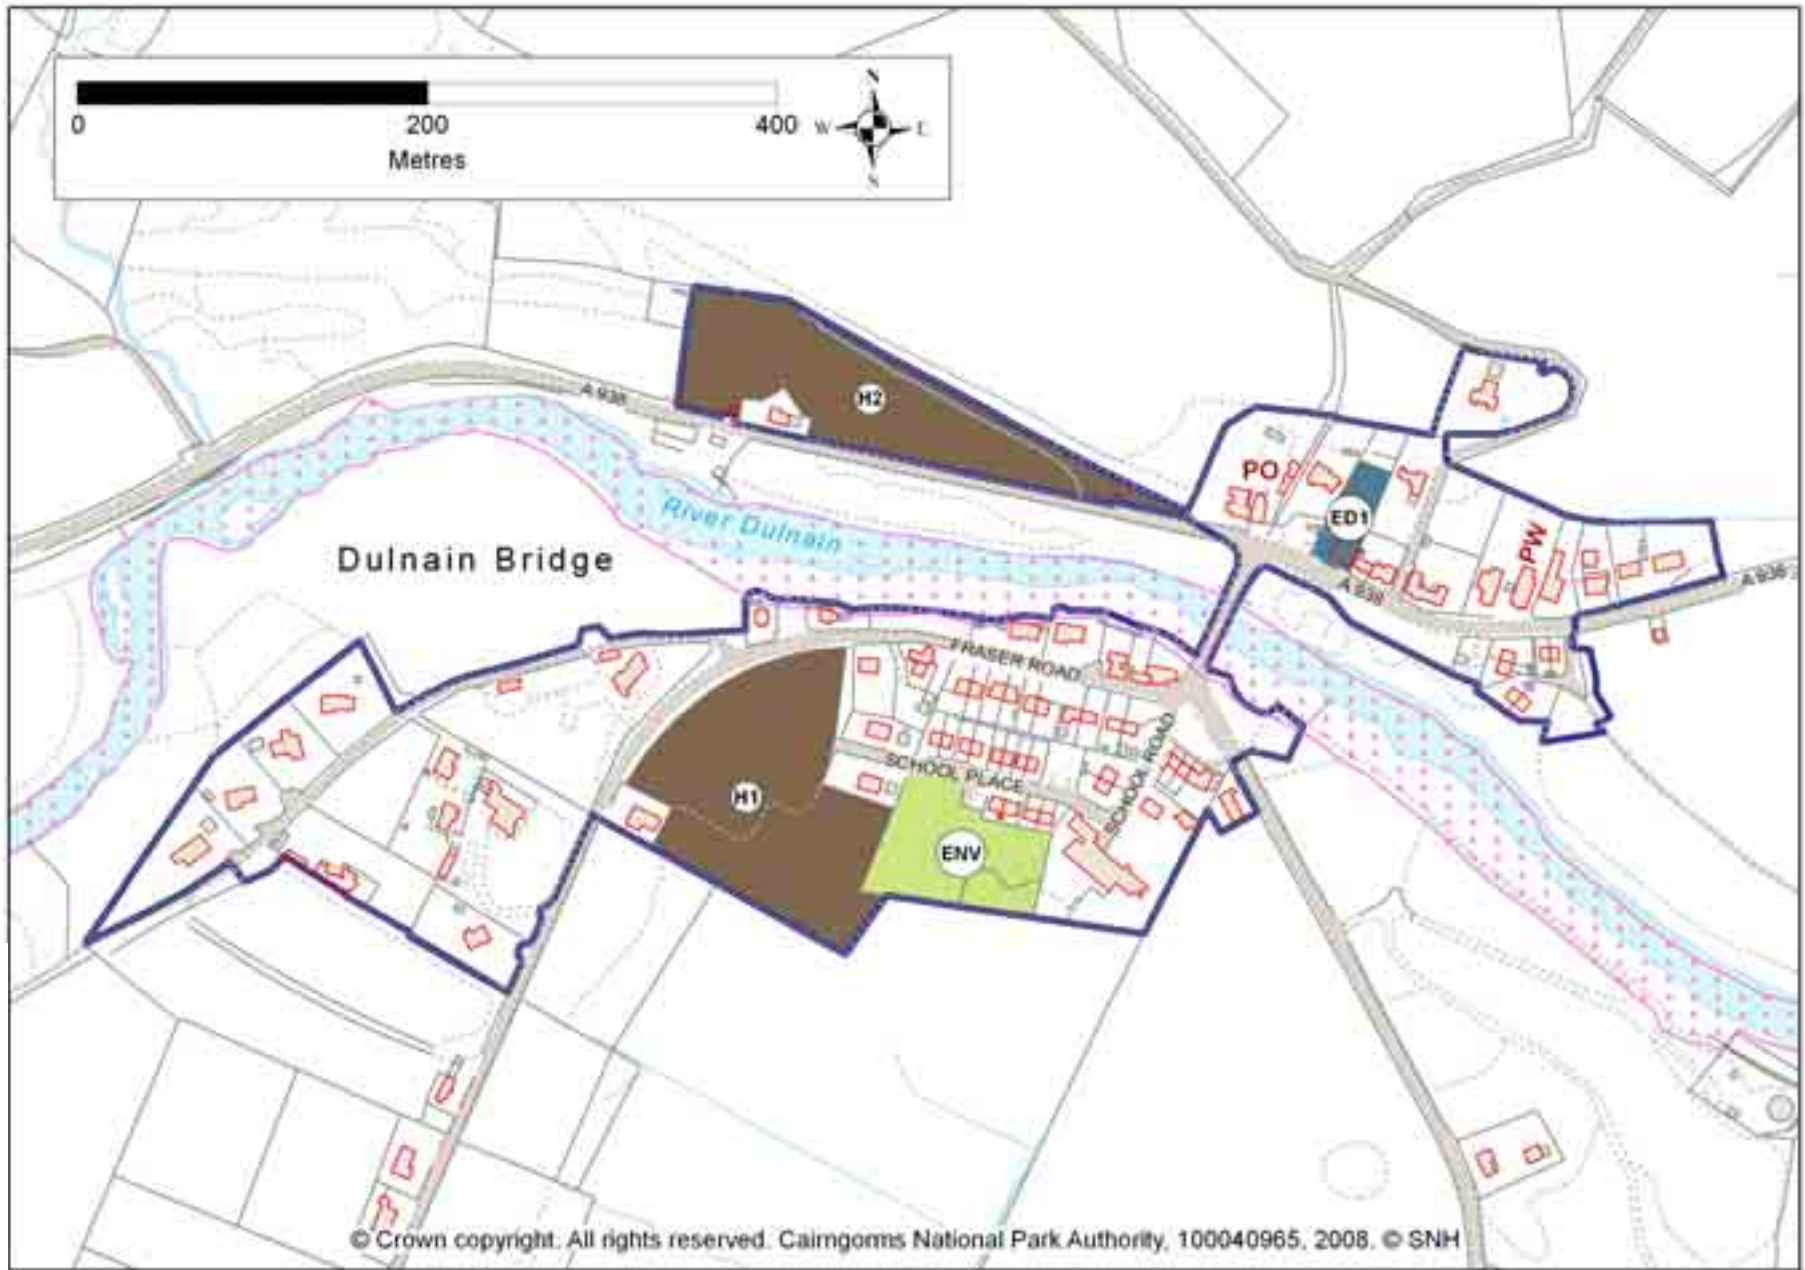 N
W E
S
0 200 400
Metres
A 938
H2
PO
ED1
PW
River Dulnain
Dulnain Bridge
A 938
A 938
FRASER ROAD
SCHOOL ROAD
SCHOOL PLACE
H1
ENV
© Crown copyright. All rights reserved. Cairngorms National Park Authority, 100040965, 2008, © SNH